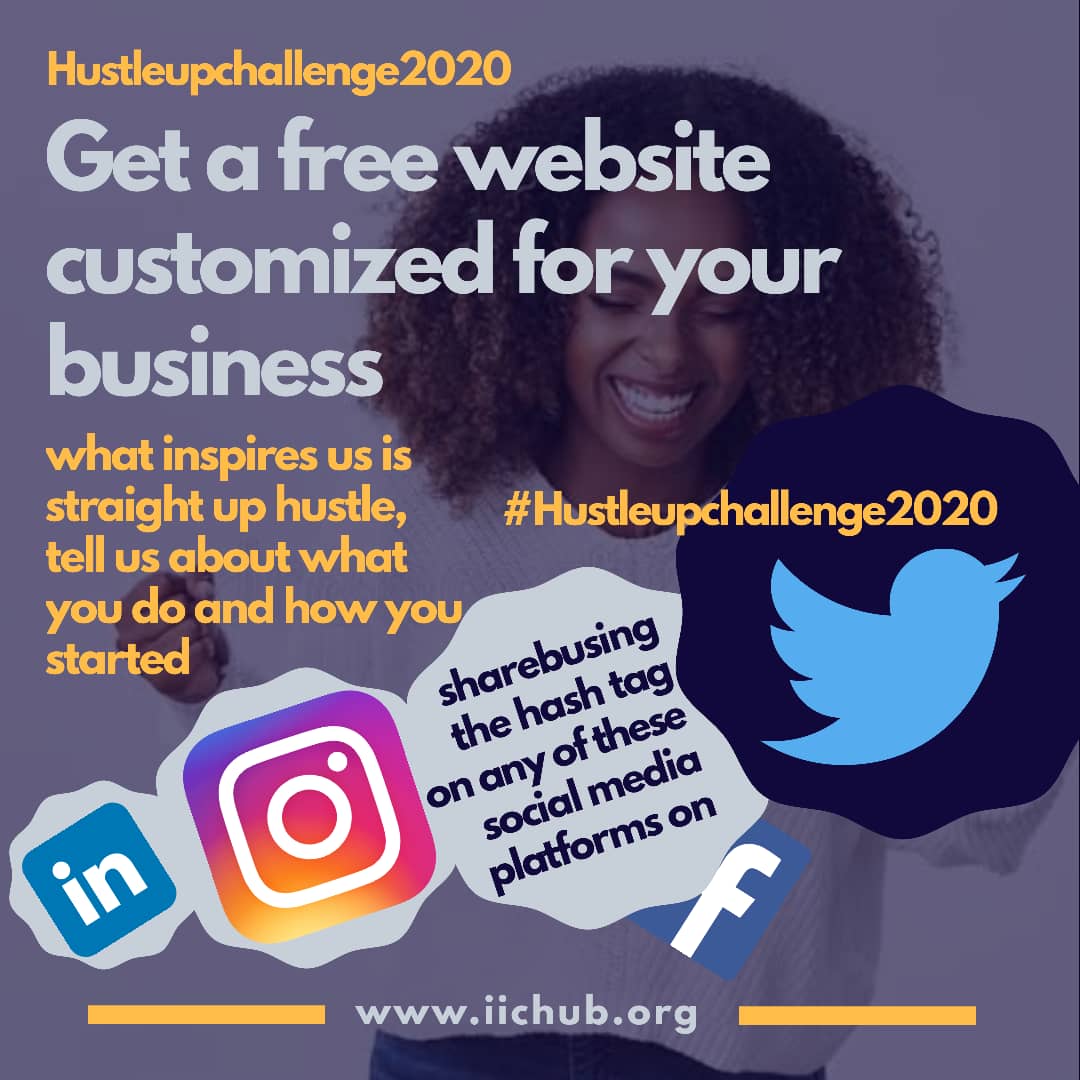 Hustleupchallenge2020
Get a free website
customized for your
business
what inspires us is
straight up hustle,
tell us about what
you do and how you
started
#Hustleupchallenge2020
sharebusing
the hash tag
on any of these
social media
platforms on
in
f
www.iichub.org